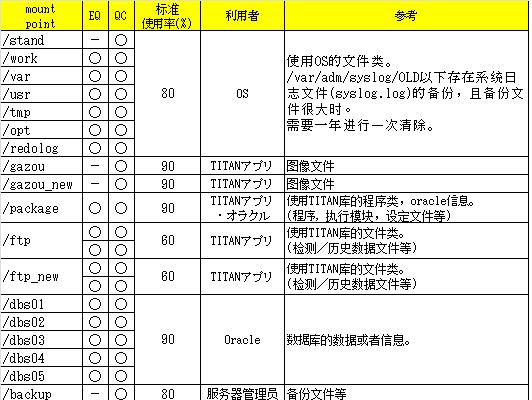 mount point EQ QC 标准 使用率(%) 利用者 参考
/stand － ○
/work ○ ○
/var ○ ○
/usr ○ ○
/tmp ○ ○
/opt ○ ○
/redolog ○ ○
80 OS
使用OS的文件类。
/var/adm/syslog/OLD以下存在系统日
志文件(syslog.log)的备份，且备份文
件很大时。
需要一年进行一次清除。
/gazou － ○ 90 TITANアプリ 图像文件
/gazou_new － ○ 90 TITANアプリ 图像文件
/package ○ ○ 90 TITANアプリ
・オラクル
使用TITAN库的程序类，oracle信息。
(程序，执行模块，设定文件等)
/ftp ○ ○
○ ○
60 TITANアプリ
使用TITAN库的文件类。
(检测／历史数据文件等)
/ftp_new ○ ○
○ ○
60 TITANアプリ
使用TITAN库的文件类。
(检测／历史数据文件等)
/dbs01 ○ ○
/dbs02 ○ ○
/dbs03 ○ ○
/dbs04 ○ ○
/dbs05 ○ ○
90 Oracle 数据库的数据或者信息。
/backup － ○ 80 服务器管理员 备份文件等